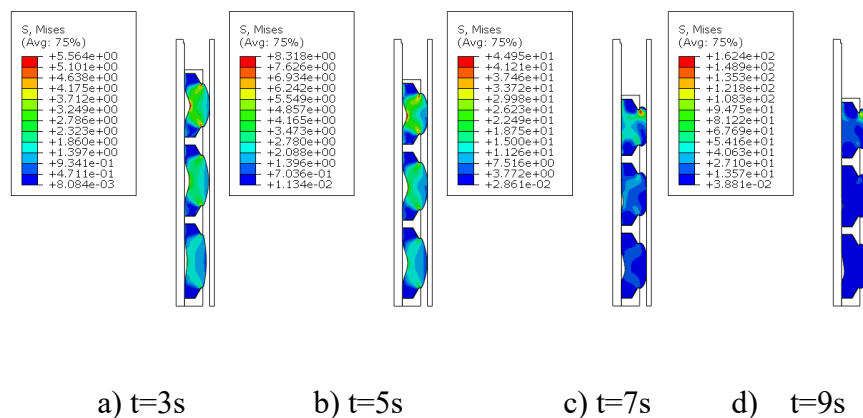 S, Mises
(Avg: 75%)
+5.564e+00
+5.101e+00
+4.638e+00
+4.175e+00
+3.712e+00
+3.249e+00
+2.786e+00
+2.323e+00
+1.860e+00
+1.397e+00
+9.341e-01
+4.711e-01
+8.084e-03
S, Mises
(Avg: 75%)
+8.318e+00
+7.626e+00
+6.934e+00
+6.242e+00
+5.549e+00
+4.857e+00
+4.165e+00
+3.473e+00
+2.780e+00
+2.088e+00
+1.396e+00
+7.036e-01
+1.134e-02
S, Mises
(Avg: 75%)
+4.495e+01
+4.121e+01
+3.746e+01
+3.372e+01
+2.998e+01
+2.623e+01
+2.249e+01
+1.875e+01
+1.500e+01
+1.126e+01
+7.516e+00
+3.772e+00
+2.861e-02
S, Mises
(Avg: 75%)
+1.624e+02
+1.489e+02
+1.353e+02
+1.218e+02
+1.083e+02
+9.475e+01
+8.122e+01
+6.769e+01
+5.416e+01
+4.063e+01
+2.710e+01
+1.357e+01
+3.881e-02
a) t=3s b) t=5s c) t=7s d) t=9s